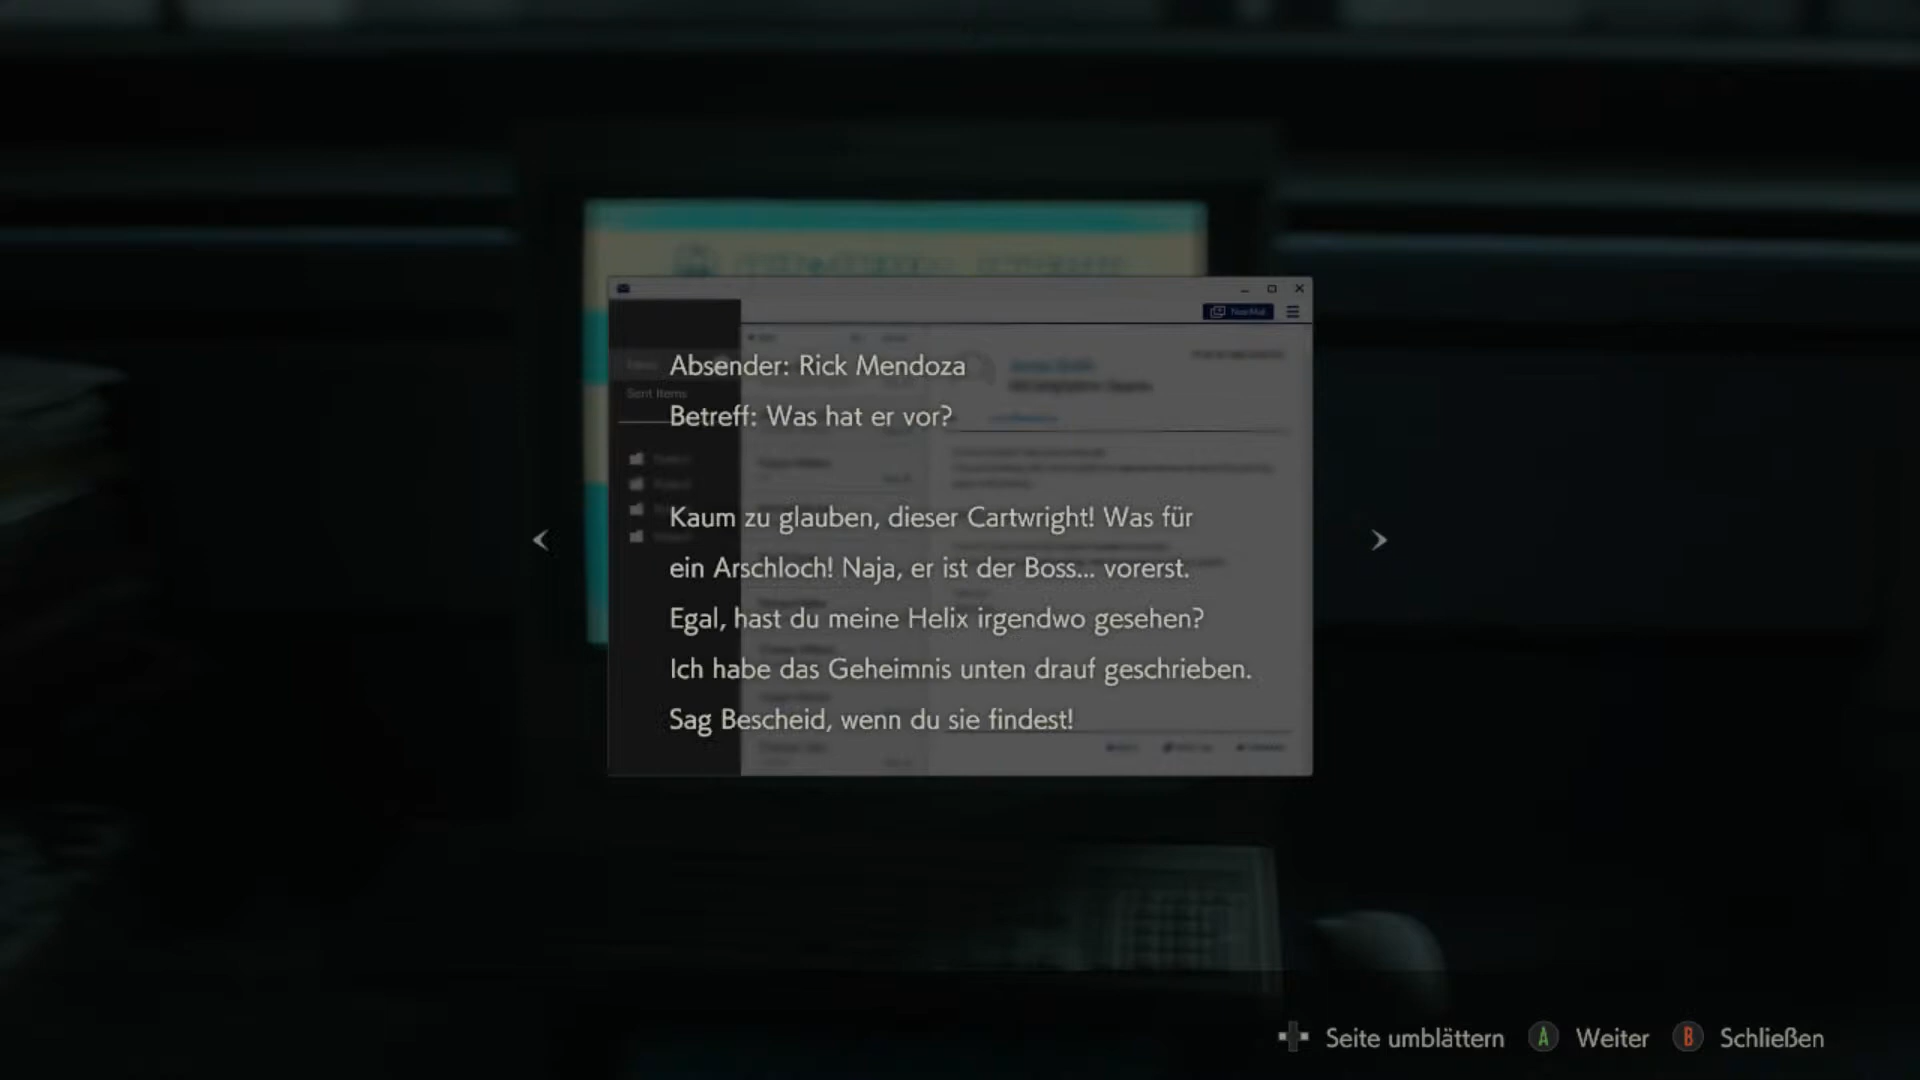 Sent Items
Absender: Rick Mendoza
Betreff: Was hat er vor?
Kaum zu glauben, dieser Cartwright! Was für
ein Arschloch! Naja, er ist der Boss... vorerst.
Egal, hast du meine Helix irgendwo gesehen?
Ich habe das Geheimnis unten drauf geschrieben.
Sag Bescheid, wenn du sie findest!
Seite umblättern A Weiter B Schließen